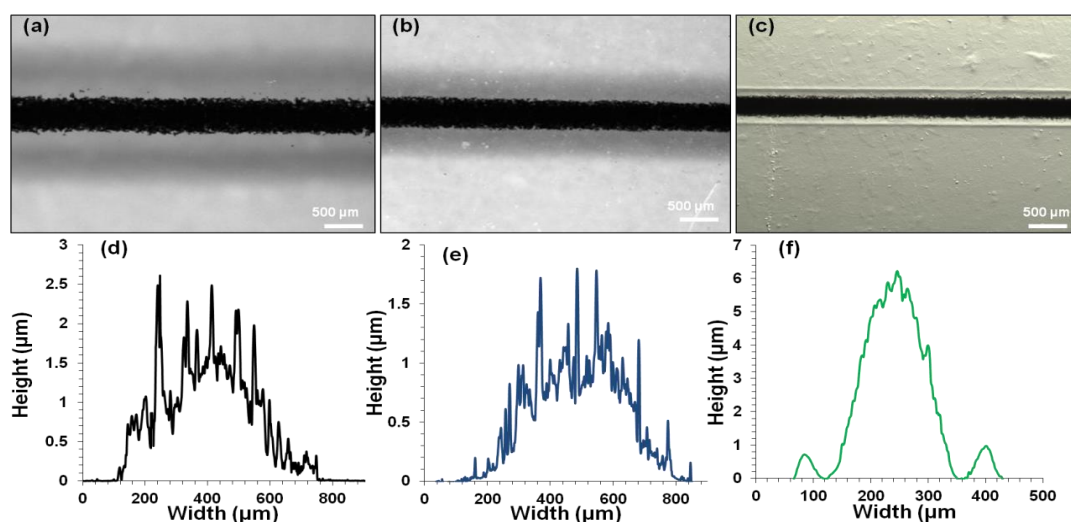 (a)
500 µm
(b)
500 µm
(c)
500 µm
(d)
Height (µm)
3
2.5
2
1.5
1
0.5
0
0 200 400 600 800
Width (µm)
(e)
Height (µm)
2
1.5
1
0.5
0
0 200 400 600 800
Width (µm)
(f)
Height (µm)
7
6
5
4
3
2
1
0
0 100 200 300 400 500
Width (µm)